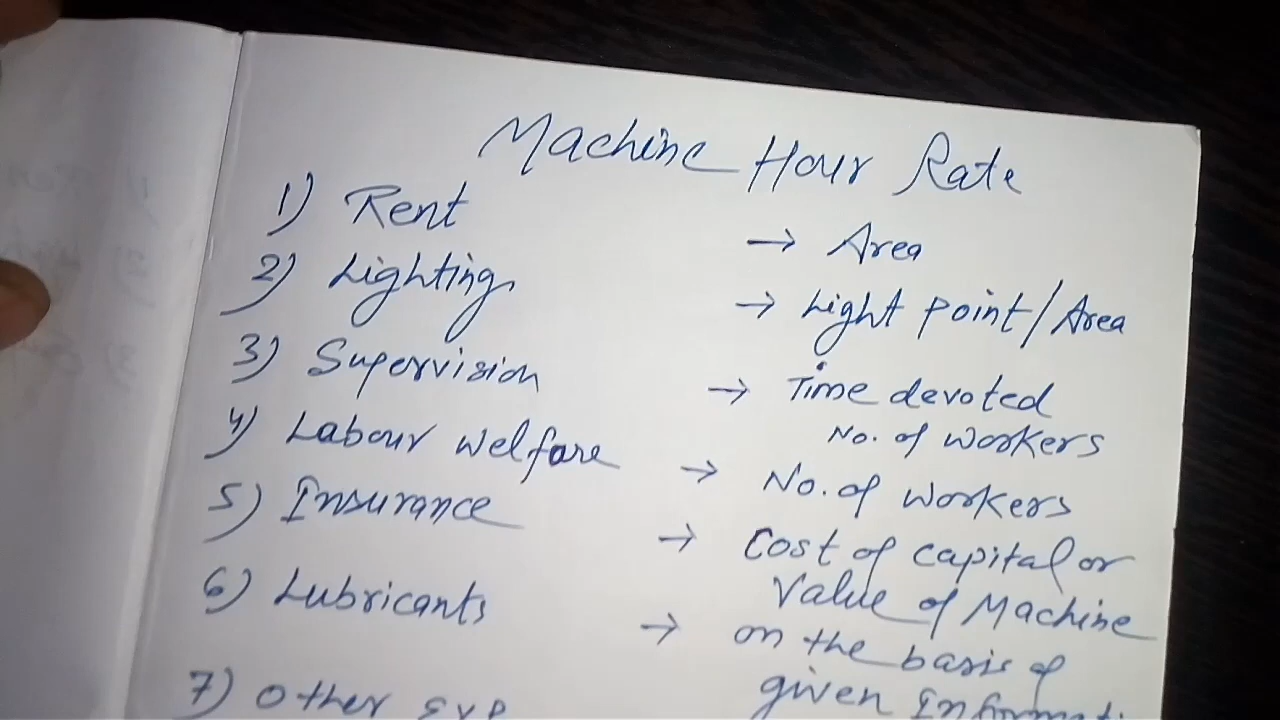 Machine Hour Rate
1) Rent → Area
2) Lighting → Light point/Area
3) Supervision → Time devoted
No. of workers
4) Labour welfare → No. of workers
5) Insurance → Cost of capital or
Value of Machine
6) Lubricants → on the basis of
given
7) Other